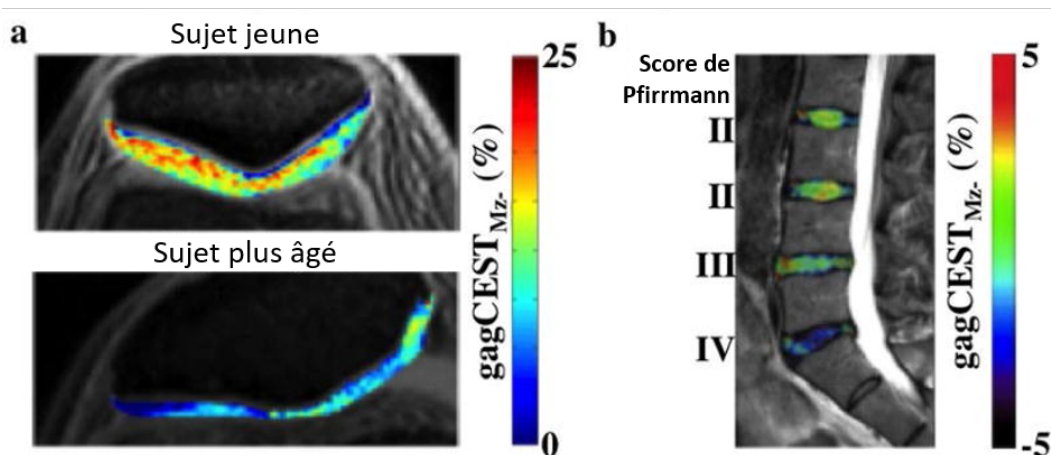 a
Sujet jeune
Sujet plus âgé
25
gagCEST Mz- (%)
0
b
Score de
Pfirrmann
II
II
III
IV
5
gagCEST Mz- (%)
-5